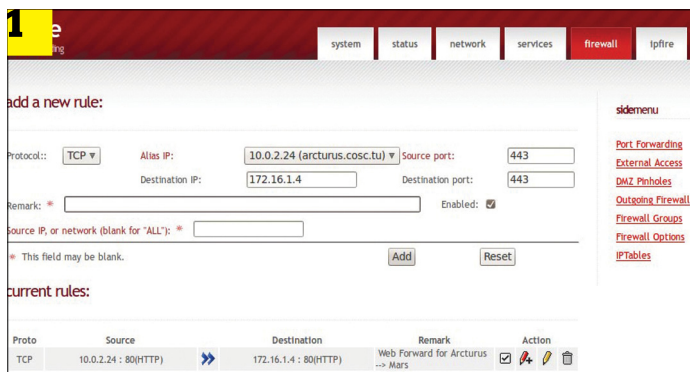 1
e
ing
system status network services firewall ipfire
add a new rule:
sidemenu
Protocol:: TCP Alias IP: 10.0.2.24 (arcturus.cosc.tu) Source port: 443
Port Forwarding
External Access
Destination IP: 172.16.1.4 Destination port: 443
DMZ Pinholes
Outgoing Firewall
Remark: * Enabled:
Firewall Groups
Source IP, or network (blank for "ALL"): *
Firewall Options
* This field may be blank. Add Reset
IPTables
current rules:
Proto Source Destination Remark Action
TCP 10.0.2.24 : 80(HTTP) 172.16.1.4 : 80(HTTP) Web Forward for Arcturus
--> Mars